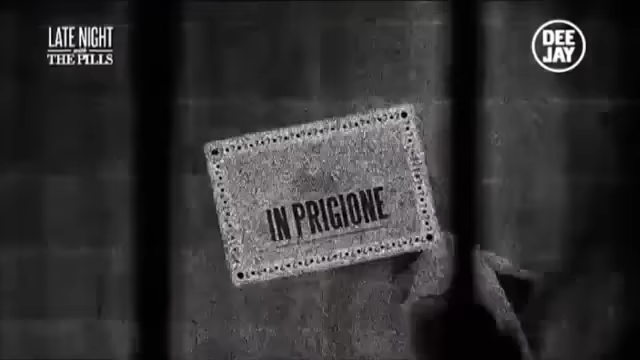 LATE NIGHT
with
THE PILLS
DEE
JAY
IN PRIGIONE